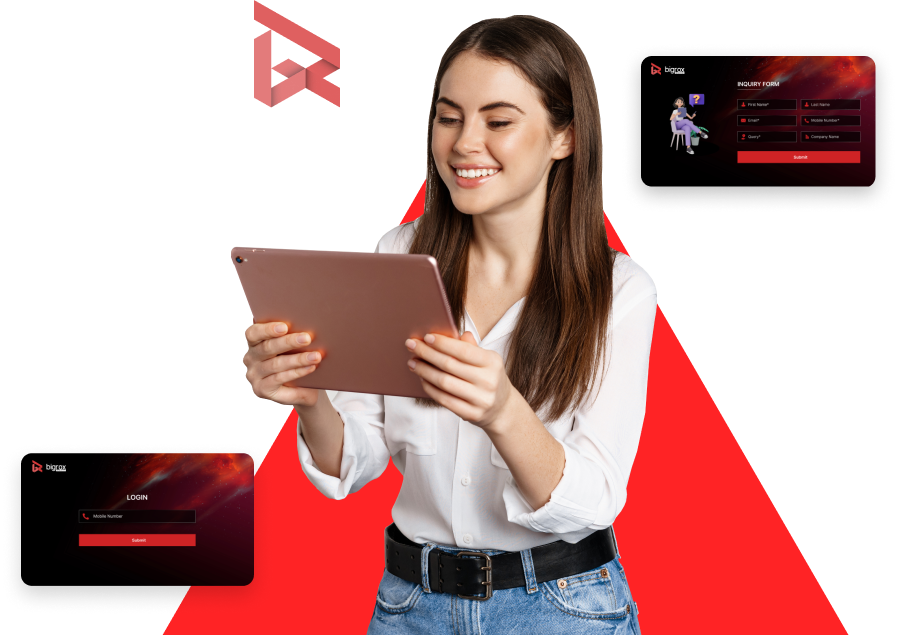 bigrox
INQUIRY FORM
?
First Name*
Last Name
Email*
Mobile Number*
Query*
Company Name
Submit
bigrox
LOGIN
Mobile Number
Submit